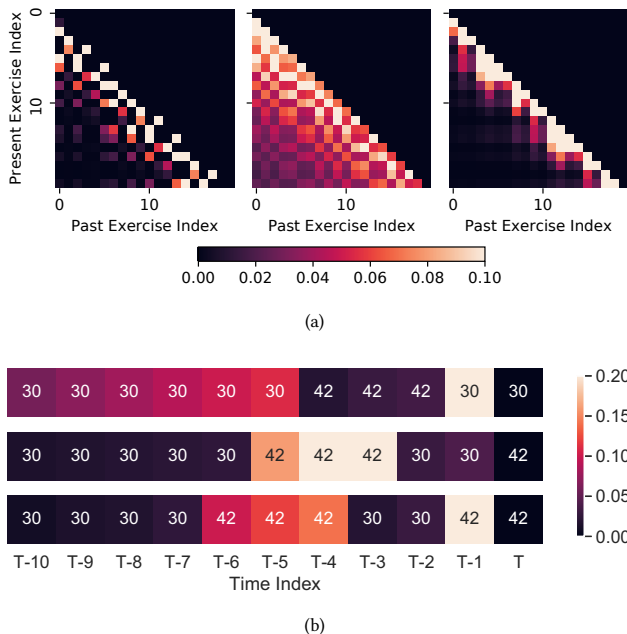 0
10
Present Exercise Index
0 10 0 10 0 10
Past Exercise Index Past Exercise Index Past Exercise Index
0.00 0.02 0.04 0.06 0.08 0.10
(a)
30 30 30 30 30 30 42 42 42 30 30
30 30 30 30 30 42 42 42 30 30 42
30 30 30 30 42 42 42 30 30 42 42
0.20
0.15
0.10
0.05
0.00
T-10 T-9 T-8 T-7 T-6 T-5 T-4 T-3 T-2 T-1 T
Time Index
(b)